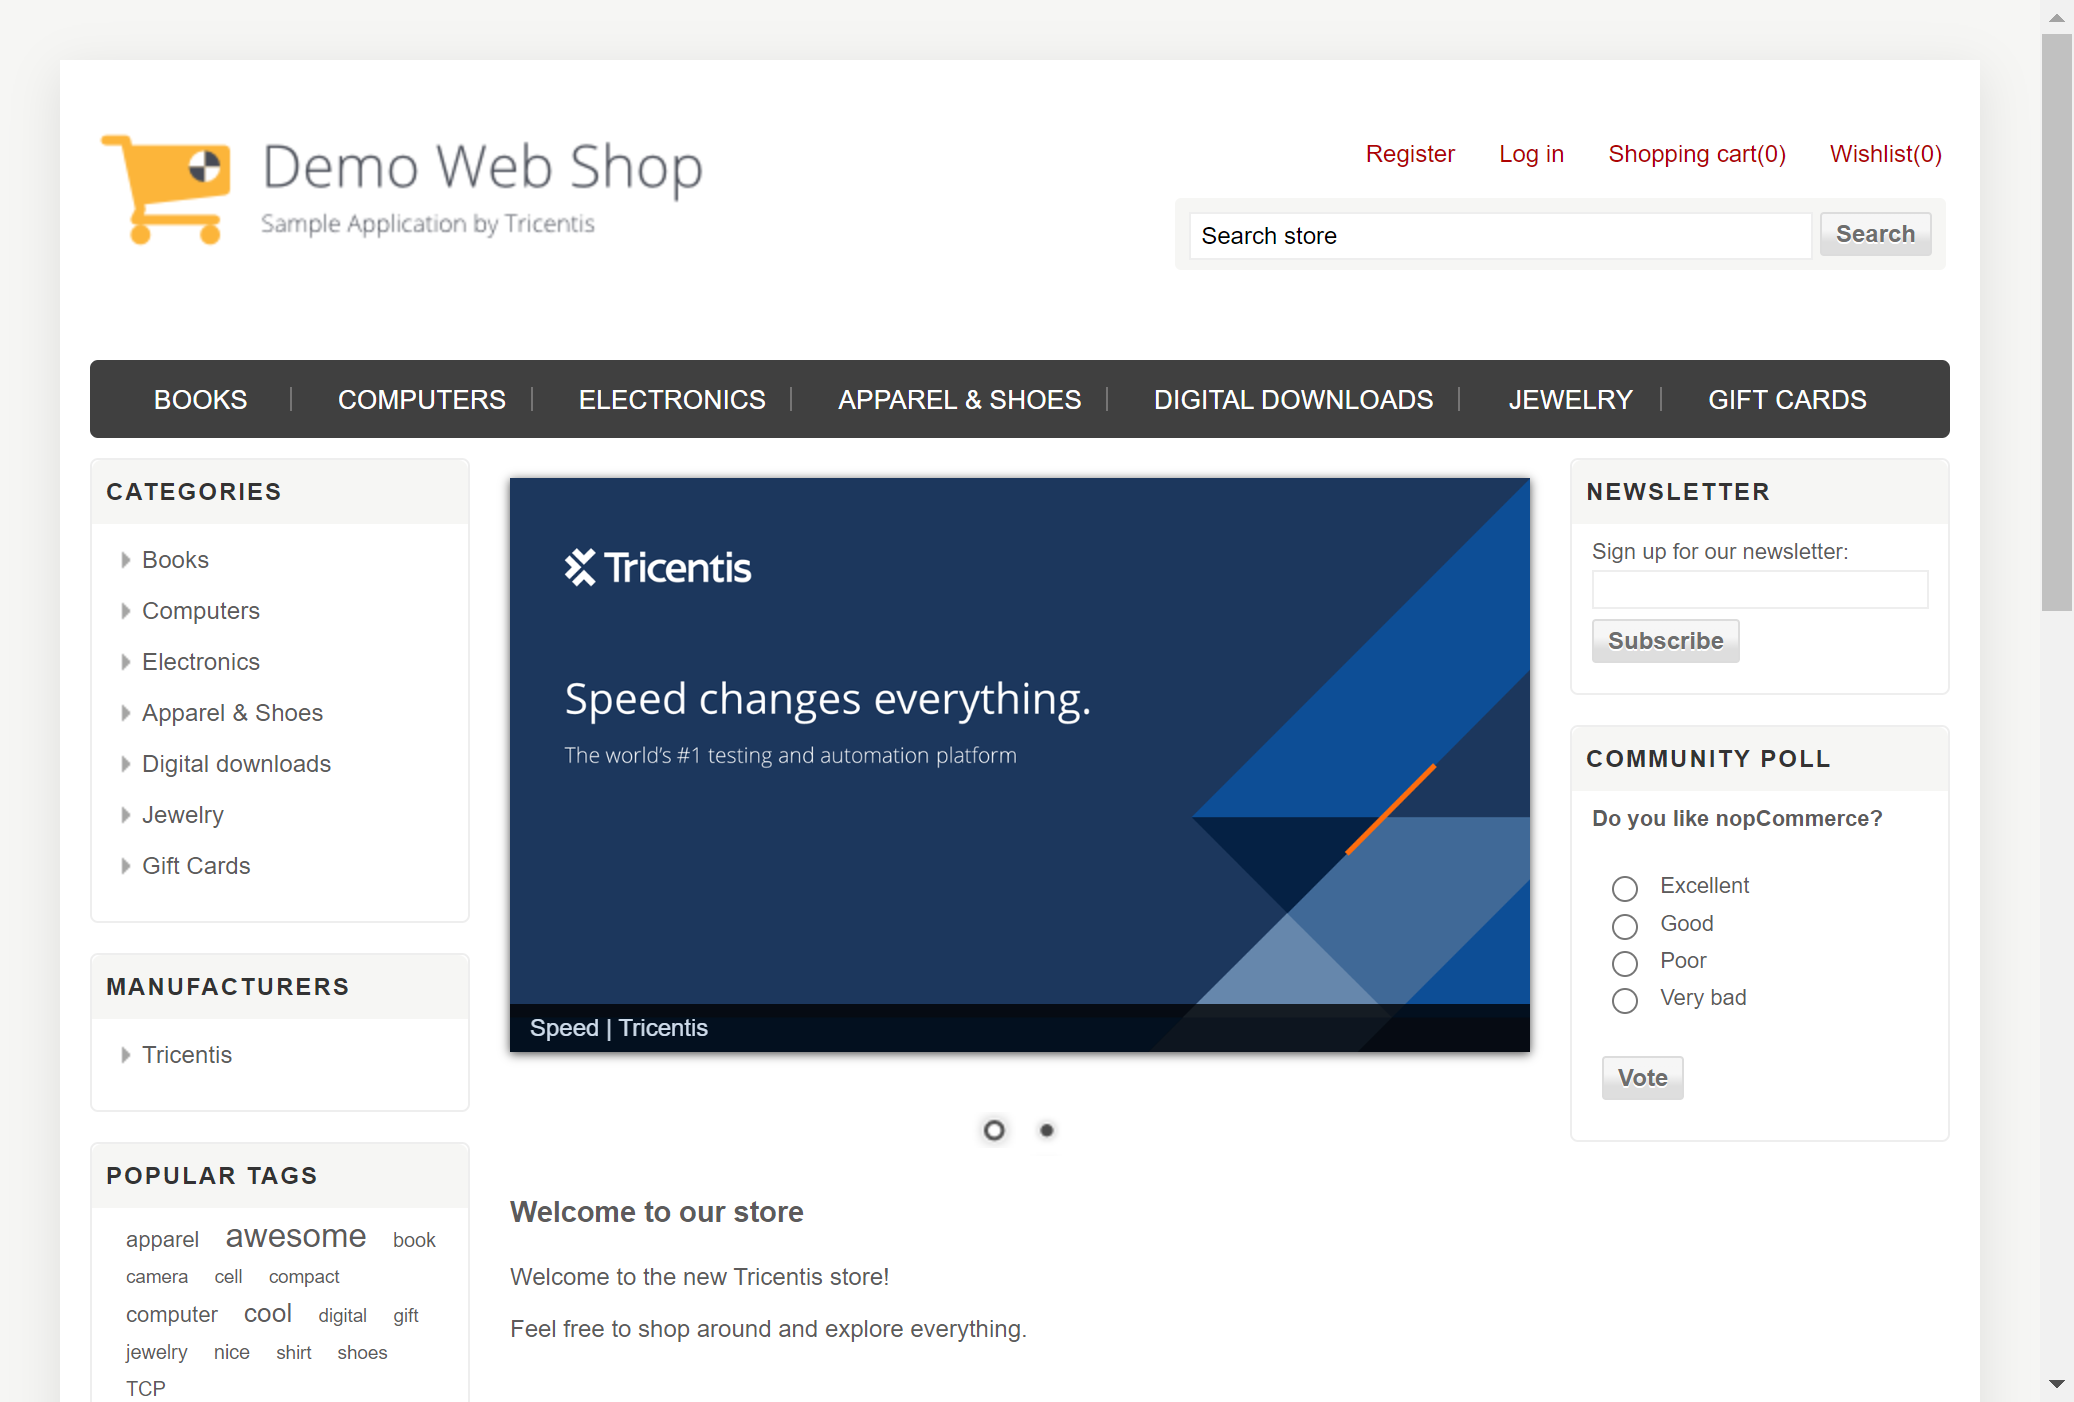 Demo Web Shop
Sample Application by Tricentis
Register Log in Shopping cart(0) Wishlist(0)
Search store Search
BOOKS COMPUTERS ELECTRONICS APPAREL & SHOES DIGITAL DOWNLOADS JEWELRY GIFT CARDS
CATEGORIES
Books
Computers
Electronics
Apparel & Shoes
Digital downloads
Jewelry
Gift Cards
MANUFACTURERS
Tricentis
POPULAR TAGS
apparel awesome book
camera cell compact
computer cool digital gift
jewelry nice shirt shoes
TCP
Tricentis
Speed changes everything.
The world's #1 testing and automation platform
Speed | Tricentis
Welcome to our store
Welcome to the new Tricentis store!
Feel free to shop around and explore everything.
NEWSLETTER
Sign up for our newsletter:
Subscribe
COMMUNITY POLL
Do you like nopCommerce?
Excellent
Good
Poor
Very bad
Vote